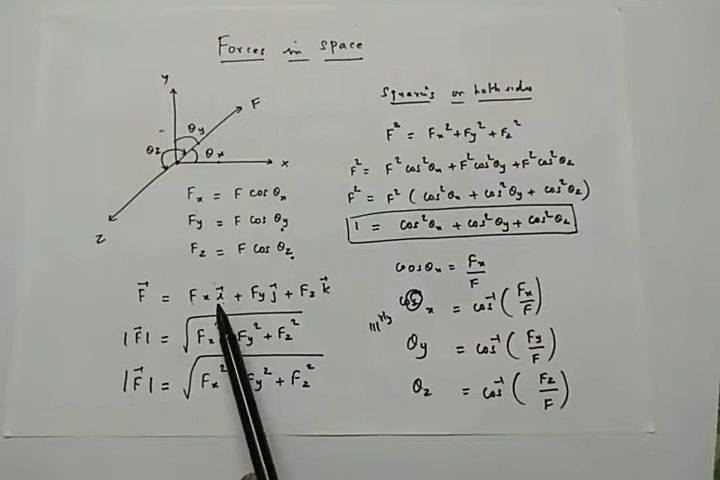 Forces in space
y
F
θy
θz
θx
x
z
Fx = F cos θx
Fy = F cos θy
Fz = F cos θz
F⃗ = Fx i⃗ + Fy j⃗ + Fz k⃗
|F⃗| = √(Fx² + Fy² + Fz²)
|F⃗| = √(Fx² + Fy² + Fz²)
Squaring on both sides
F² = Fx² + Fy² + Fz²
F² = F² cos²θx + F² cos²θy + F² cos²θz
F² = F² ( cos²θx + cos²θy + cos²θz )
1 = cos²θx + cos²θy + cos²θz
cosθx = Fx/F
x = cos⁻¹ (Fx/F)
|||ly
θy = cos⁻¹ (Fy/F)
θz = cos⁻¹ (Fz/F)